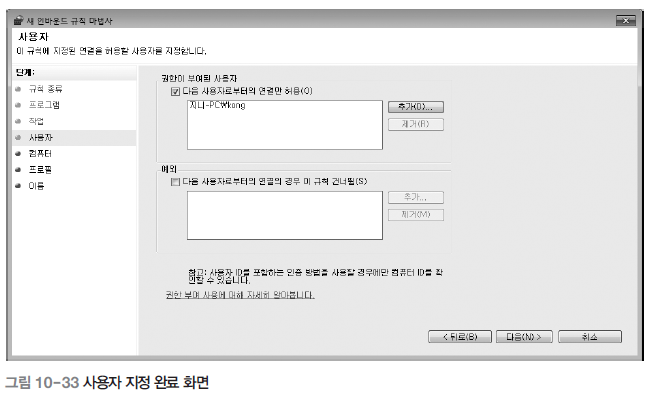 새 인바운드 규칙 마법사
사용자
이 규칙에 지정된 연결을 허용할 사용자를 지정합니다.
단계:
규칙 종류
프로그램
작업
사용자
컴퓨터
프로필
이름
권한이 부여된 사용자
다음 사용자로부터의 연결만 허용(O)
지니-PC\kang
추가(D)...
제거(R)
예외
다음 사용자로부터의 연결의 경우 이 규칙 건너뜀(S)
추가...
제거(M)
참고: 사용자 ID를 포함하는 인증 방법을 사용할 경우에만 컴퓨터 ID를 확
인할 수 있습니다.
권한 부여 사용에 대해 자세히 알아봅니다.
< 뒤로(B)
다음(N) >
취소
그림 10-33 사용자 지정 완료 화면